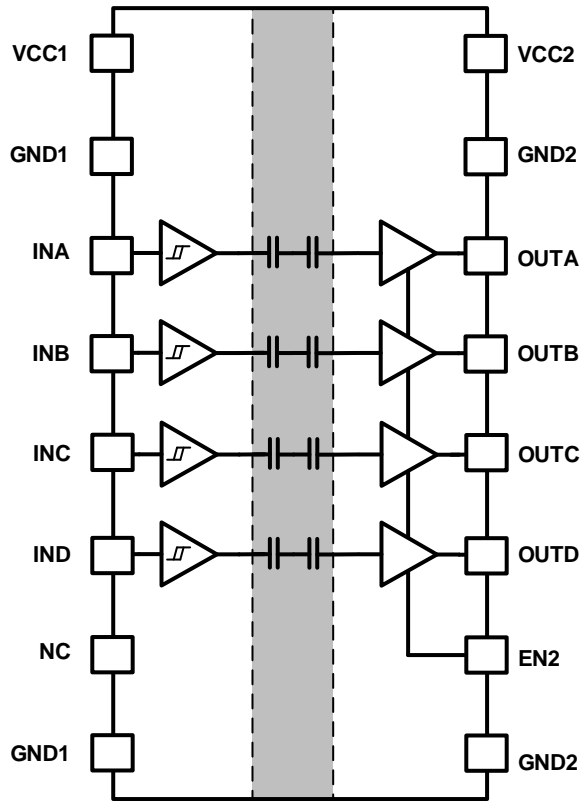 VCC1
VCC2
GND1
GND2
INA
OUTA
INB
OUTB
INC
OUTC
IND
OUTD
NC
EN2
GND1
GND2